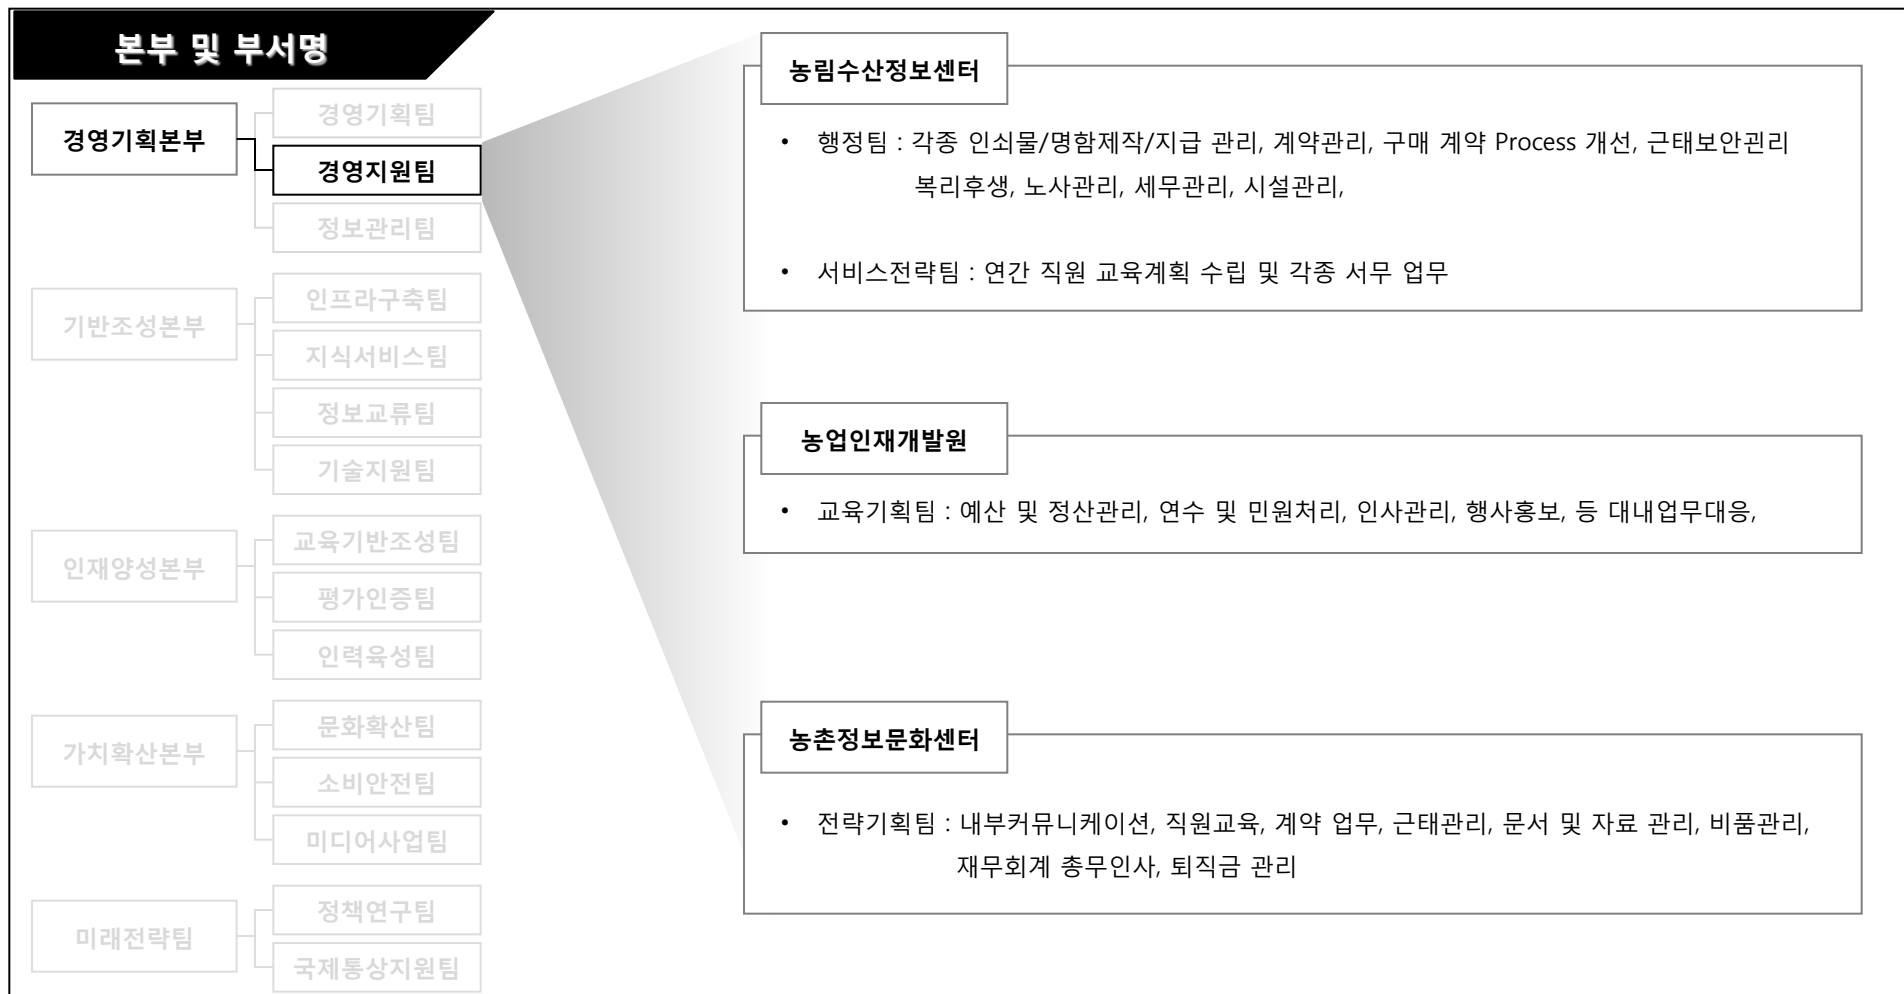 본부 및 부서명
경영기획본부
경영기획팀
경영지원팀
정보관리팀
기반조성본부
인프라구축팀
지식서비스팀
정보교류팀
기술지원팀
인재양성본부
교육기반조성팀
평가인증팀
인력육성팀
가치확산본부
문화확산팀
소비안전팀
미디어사업팀
미래전략팀
정책연구팀
국제통상지원팀
농림수산정보센터
• 행정팀 : 각종 인쇠물/명함제작/지급 관리, 계약관리, 구매 계약 Process 개선, 근태보안괸리
복리후생, 노사관리, 세무관리, 시설관리,
• 서비스전략팀 : 연간 직원 교육계획 수립 및 각종 서무 업무
농업인재개발원
• 교육기획팀 : 예산 및 정산관리, 연수 및 민원처리, 인사관리, 행사홍보, 등 대내업무대응,
농촌정보문화센터
• 전략기획팀 : 내부커뮤니케이션, 직원교육, 계약 업무, 근태관리, 문서 및 자료 관리, 비품관리,
재무회계 총무인사, 퇴직금 관리